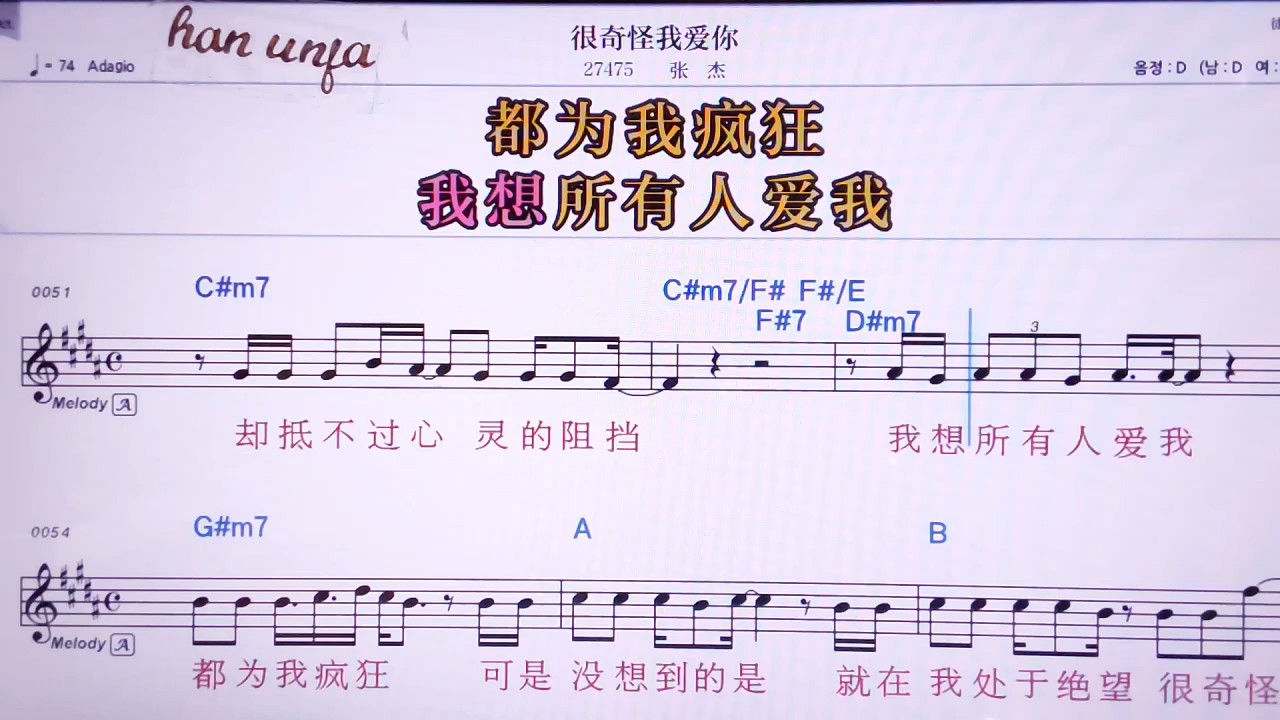 han unfa
很奇怪我爱你
♩= 74 Adagio
27475 张 杰
음정 : D (남 : D 여 :
都为我疯狂
我想所有人爱我
0051
C#m7
C#m7/F# F#/E
F#7 D#m7
3
Melody A
却抵不过心 灵的阻挡 我想所有人爱我
0054
G#m7 A B
Melody A
都为我疯狂 可是 没想到的是 就在 我处于绝望 很奇怪